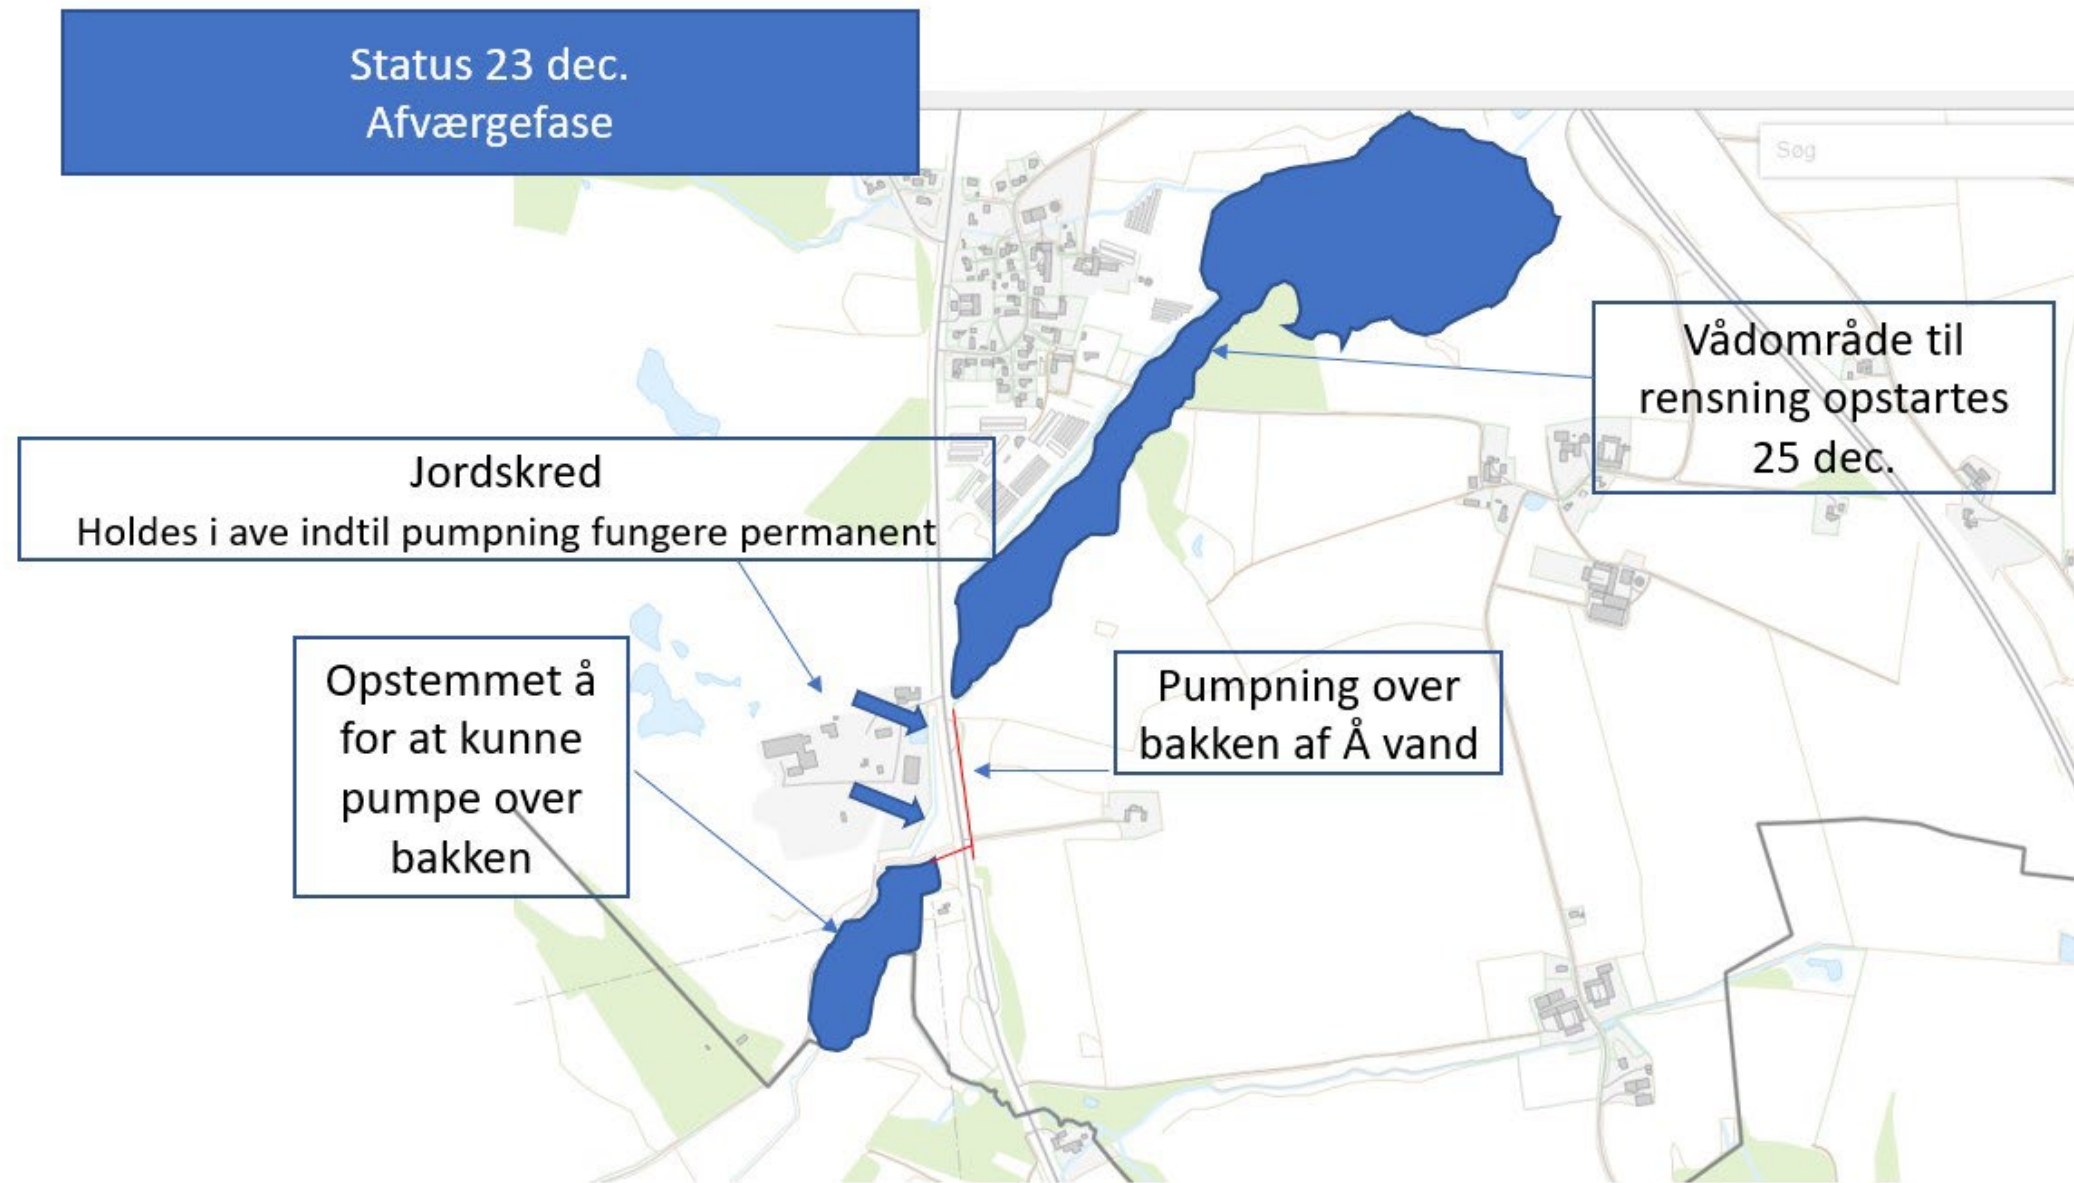 Status 23 dec.
Afværgefase
Søg
Vådområde til
rensning opstartes
25 dec.
Jordskred
Holdes i ave indtil pumpning fungere permanent
Opstemmet å
for at kunne
pumpe over
bakken
Pumpning over
bakken af Å vand